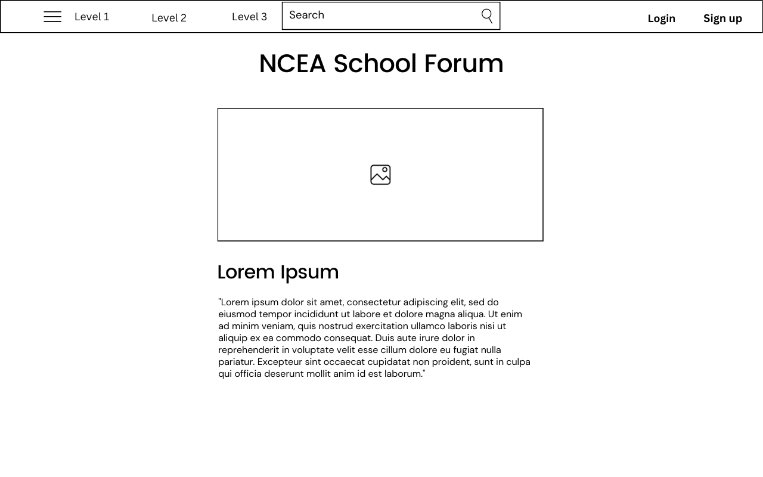 Level 1
Level 2
Level 3
Search
Login
Sign up
NCEA School Forum
Lorem Ipsum
"Lorem ipsum dolor sit amet, consectetur adipiscing elit, sed do
eiusmod tempor incididunt ut labore et dolore magna aliqua. Ut enim
ad minim veniam, quis nostrud exercitation ullamco laboris nisi ut
aliquip ex ea commodo consequat. Duis aute irure dolor in
reprehenderit in voluptate velit esse cillum dolore eu fugiat nulla
pariatur. Excepteur sint occaecat cupidatat non proident, sunt in culpa
qui officia deserunt mollit anim id est laborum."